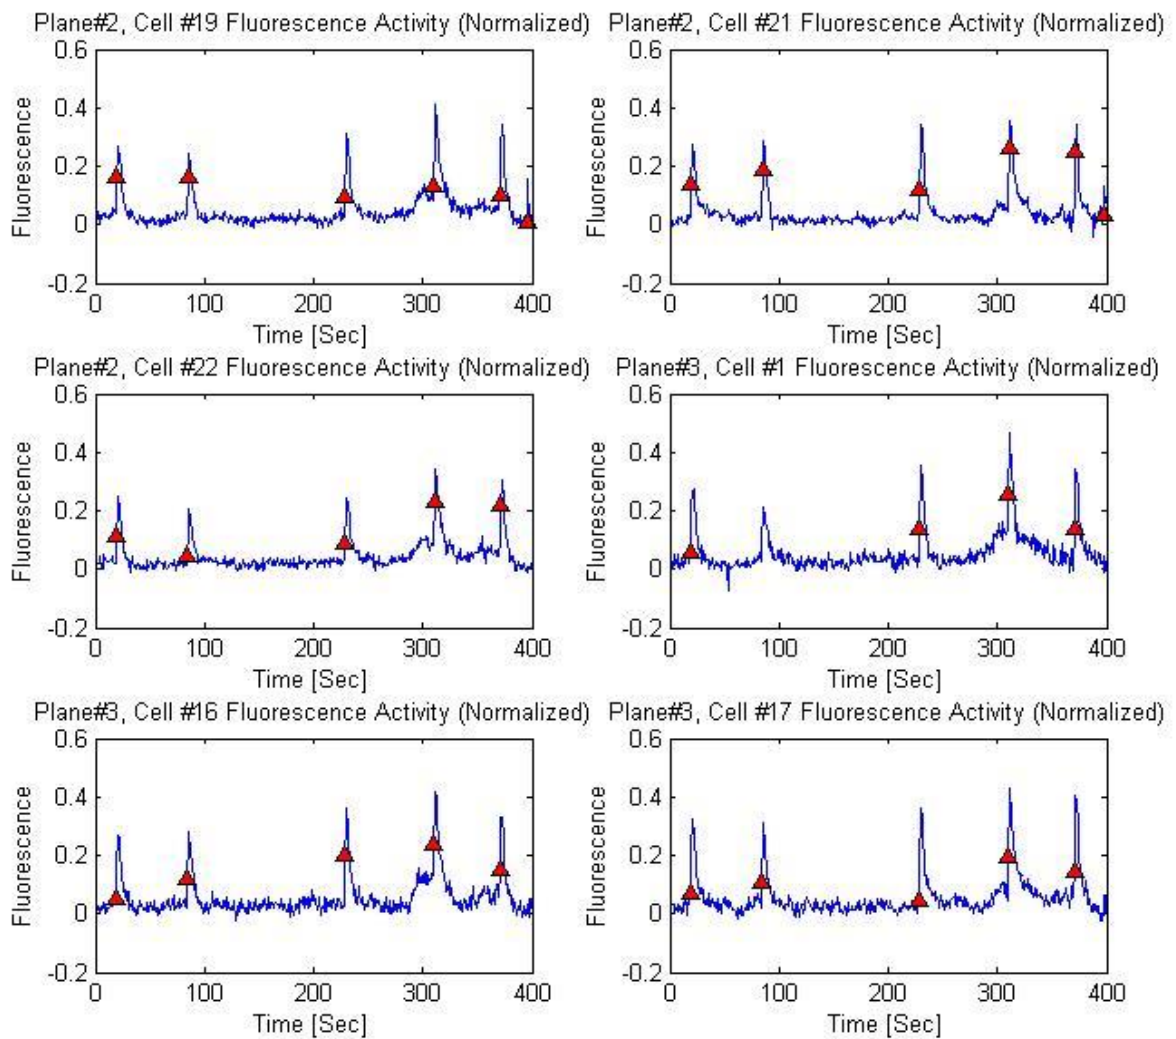 Plane#2, Cell #19 Fluorescence Activity (Normalized)
0.6
0.4
0.2
0
-0.2
Fluorescence
0 100 200 300 400
Time [Sec]
Plane#2, Cell #21 Fluorescence Activity (Normalized)
0.6
0.4
0.2
0
-0.2
Fluorescence
0 100 200 300 400
Time [Sec]
Plane#2, Cell #22 Fluorescence Activity (Normalized)
0.6
0.4
0.2
0
-0.2
Fluorescence
0 100 200 300 400
Time [Sec]
Plane#3, Cell #1 Fluorescence Activity (Normalized)
0.6
0.4
0.2
0
-0.2
Fluorescence
0 100 200 300 400
Time [Sec]
Plane#3, Cell #16 Fluorescence Activity (Normalized)
0.6
0.4
0.2
0
-0.2
Fluorescence
0 100 200 300 400
Time [Sec]
Plane#3, Cell #17 Fluorescence Activity (Normalized)
0.6
0.4
0.2
0
-0.2
Fluorescence
0 100 200 300 400
Time [Sec]